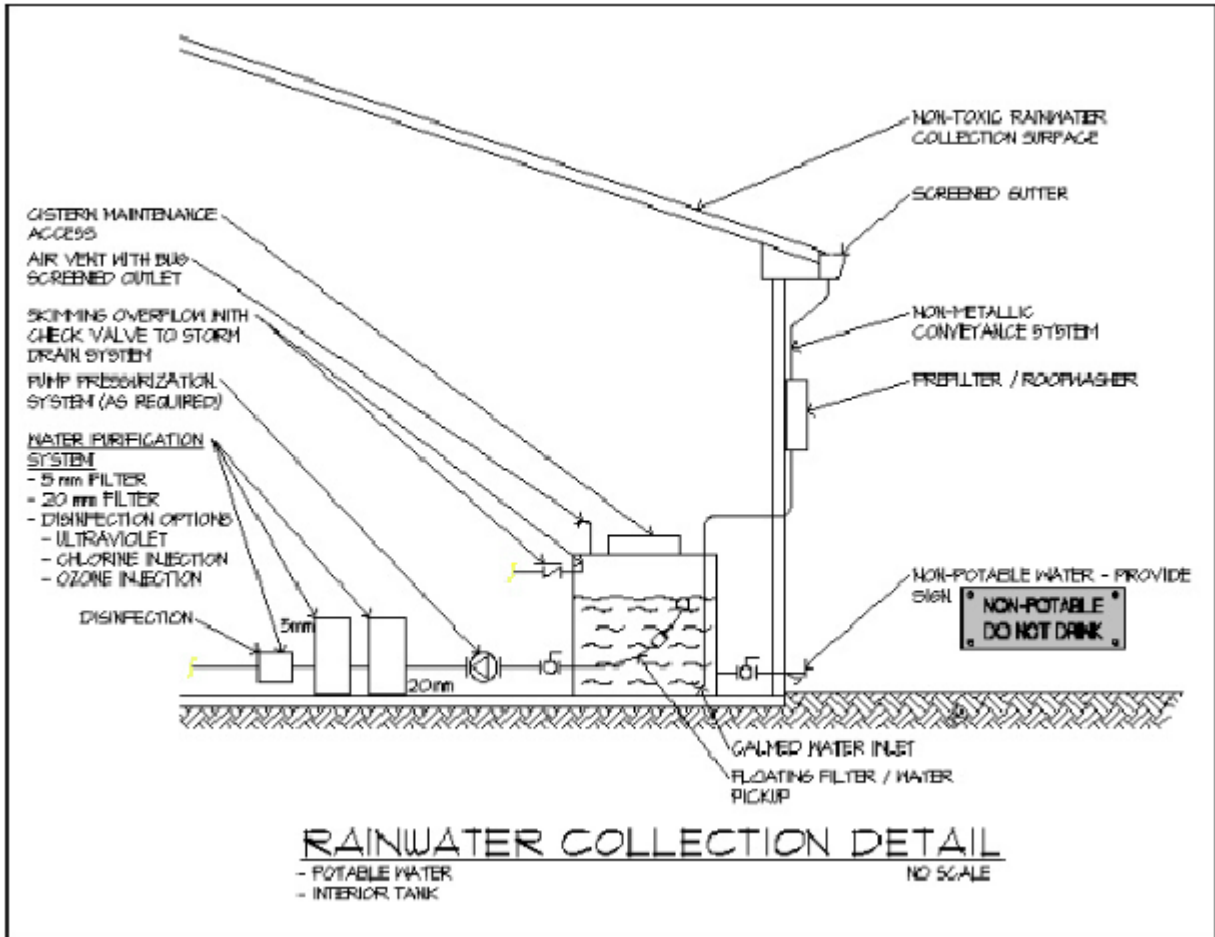 NON-TOXIC RAINWATER
COLLECTION SURFACE
SCREENED GUTTER
CISTERN MAINTENANCE
ACCESS
AIR VENT WITH BUG
SCREENED OUTLET
SKIMMING OVERFLOW WITH
CHECK VALVE TO STORM
DRAIN SYSTEM
PUMP PRESSURIZATION
SYSTEM (AS REQUIRED)
WATER PURIFICATION
SYSTEM
- 5 mm FILTER
- 20 mm FILTER
- DISINFECTION OPTIONS
- ULTRAVIOLET
- CHLORINE INJECTION
- OZONE INJECTION
DISINFECTION
5mm
20mm
NON-METALLIC
CONVEYANCE SYSTEM
PREFILTER / ROOFWASHER
NON-POTABLE WATER - PROVIDE
SIGN
NON-POTABLE
DO NOT DRINK
CALMED WATER INLET
FLOATING FILTER / WATER
PICKUP
RAINWATER COLLECTION DETAIL
- POTABLE WATER
- INTERIOR TANK
NO SCALE